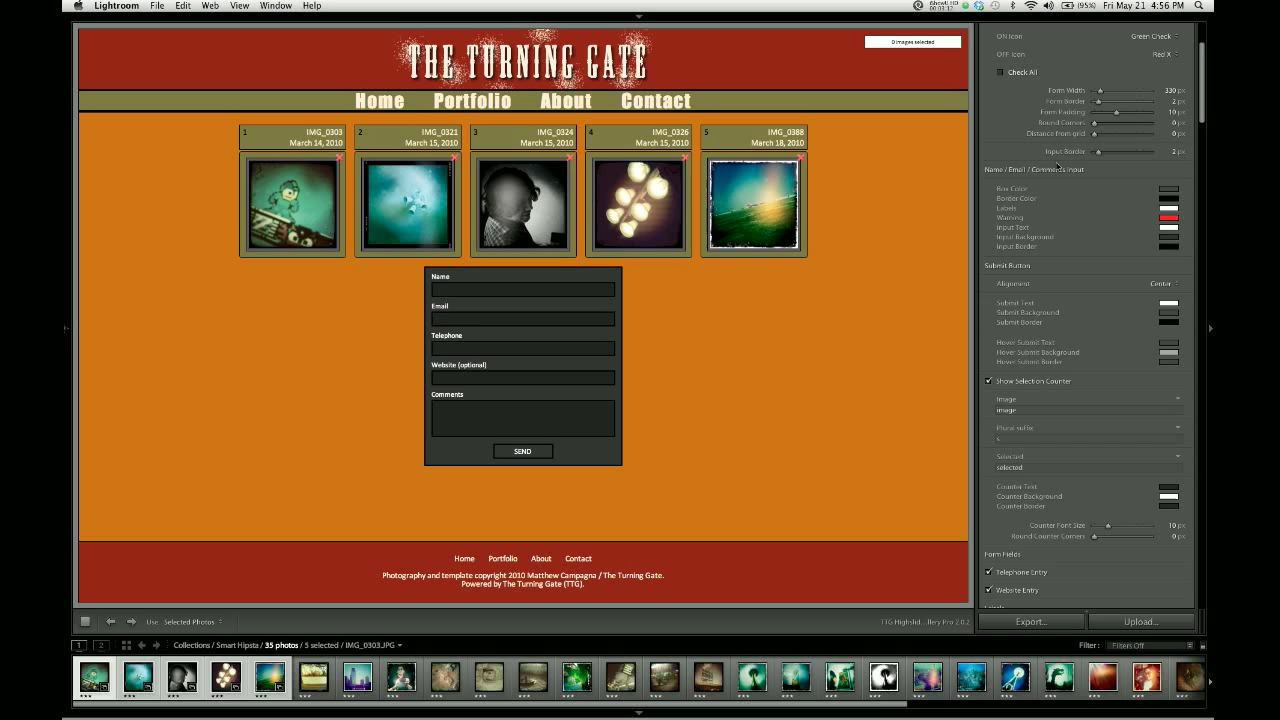 Lightroom File Edit Web View Window Help
(95%) Fri May 21 4:56 PM
THE TURNING GATE
0 images selected
Home Portfolio About Contact
1 IMG_0303
March 14, 2010
2 IMG_0321
March 15, 2010
3 IMG_0324
March 15, 2010
4 IMG_0326
March 15, 2010
5 IMG_0388
March 18, 2010
Name
Email
Telephone
Website (optional)
Comments
SEND
Home Portfolio About Contact
Photography and template copyright 2010 Matthew Campagna / The Turning Gate.
Powered by The Turning Gate (TTG).
ON Icon Green Check
OFF Icon Red X
Check All
Form Width 330 px
Form Border 2 px
Form Padding 10 px
Round Corners 0 px
Distance from grid 0 px
Input Border 2 px
Name / Email / Comments Input
Box Color
Border Color
Labels
Warning
Input Text
Input Background
Input Border
Submit Button
Alignment Center
Submit Text
Submit Background
Submit Border
Hover Submit Text
Hover Submit Background
Hover Submit Border
Show Selection Counter
Image
image
Plural suffix
s
Selected
selected
Counter Text
Counter Background
Counter Border
Counter Font Size 10 px
Round Counter Corners 0 px
Form Fields
Telephone Entry
Website Entry
Use: Selected Photos
TTG Highslid...llery Pro 2.0.2
Export...
Upload...
1 2 Collections / Smart Hipsta / 35 photos / 5 selected / IMG_0303.JPG
Filter: Filters Off